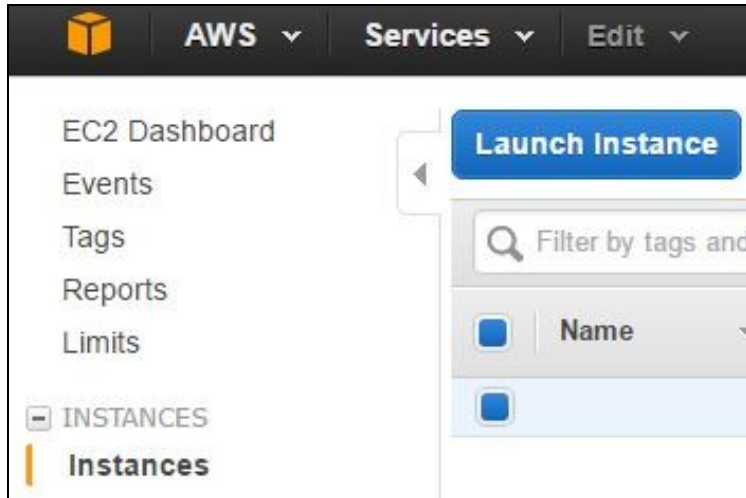 AWS Services Edit
EC2 Dashboard
Events
Tags
Reports
Limits
INSTANCES
Instances
Launch Instance
Filter by tags and
Name